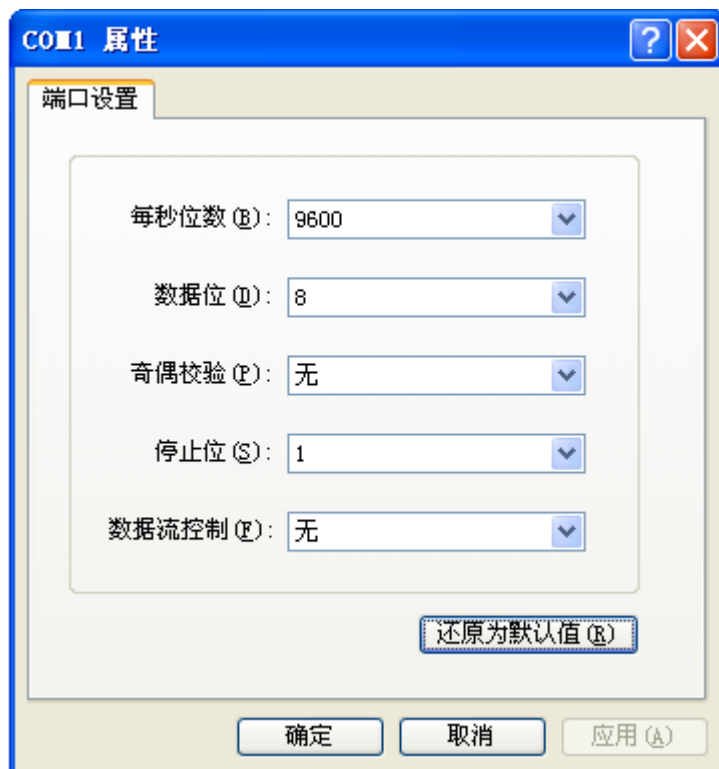 COM1 属性
端口设置
每秒位数(B): 9600
数据位(D): 8
奇偶校验(P): 无
停止位(S): 1
数据流控制(F): 无
还原为默认值(R)
确定 取消 应用(A)